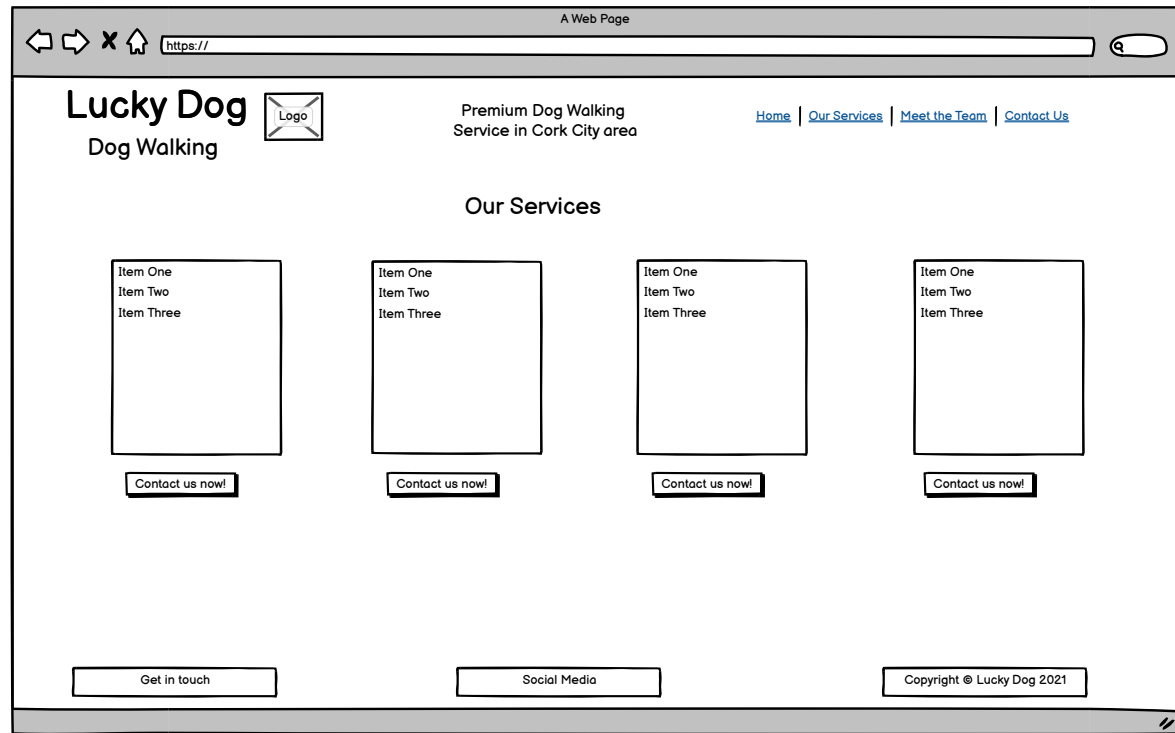 A Web Page
https://
Lucky Dog
Dog Walking
Logo
Premium Dog Walking
Service in Cork City area
Home | Our Services | Meet the Team | Contact Us
Our Services
Item One
Item Two
Item Three
Contact us now!
Item One
Item Two
Item Three
Contact us now!
Item One
Item Two
Item Three
Contact us now!
Item One
Item Two
Item Three
Contact us now!
Get in touch
Social Media
Copyright © Lucky Dog 2021